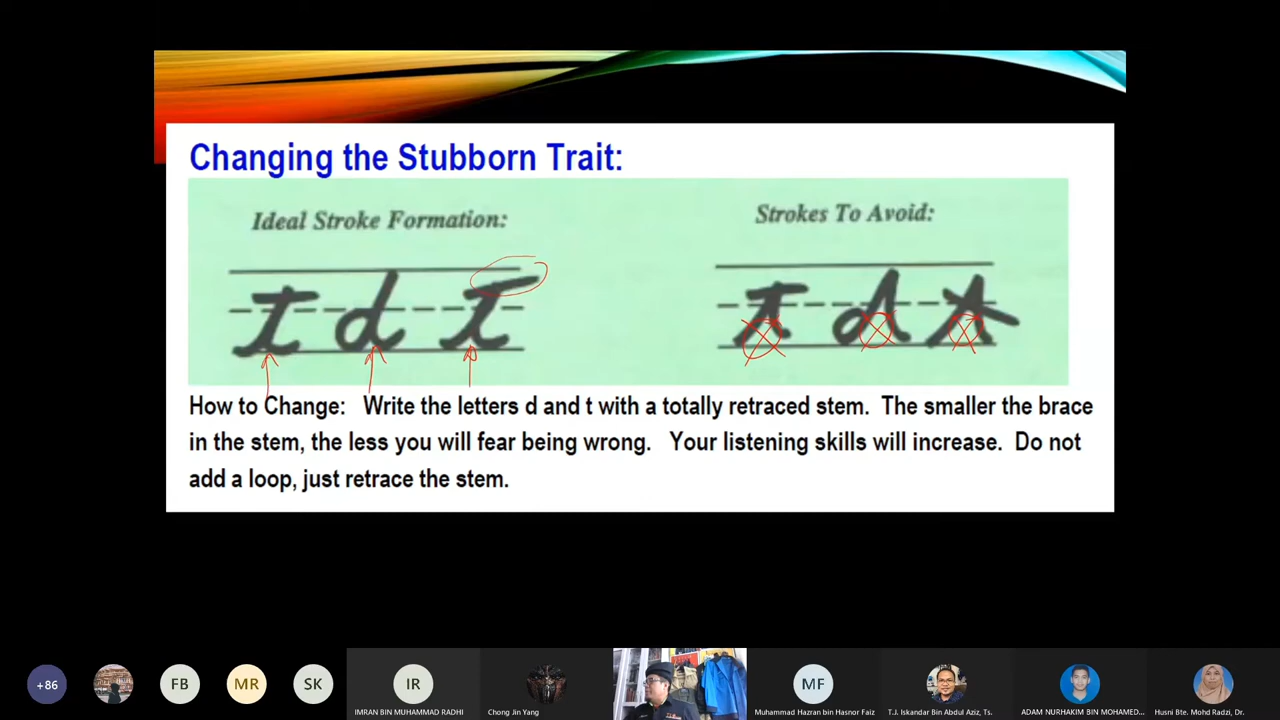 Changing the Stubborn Trait:
Ideal Stroke Formation:
Strokes To Avoid:
t d t
t d t
How to Change: Write the letters d and t with a totally retraced stem. The smaller the brace
in the stem, the less you will fear being wrong. Your listening skills will increase. Do not
add a loop, just retrace the stem.
+86
FB
MR
SK
IR
MF
IMRAN BIN MUHAMMAD RADHI
Chong Jin Yang
Muhammad Hazran bin Hasnor Faiz
T.J. Iskandar Bin Abdul Aziz, Ts.
ADAM NURHAKIM BIN MOHAMED...
Husni Bte. Mohd Radzi, Dr.